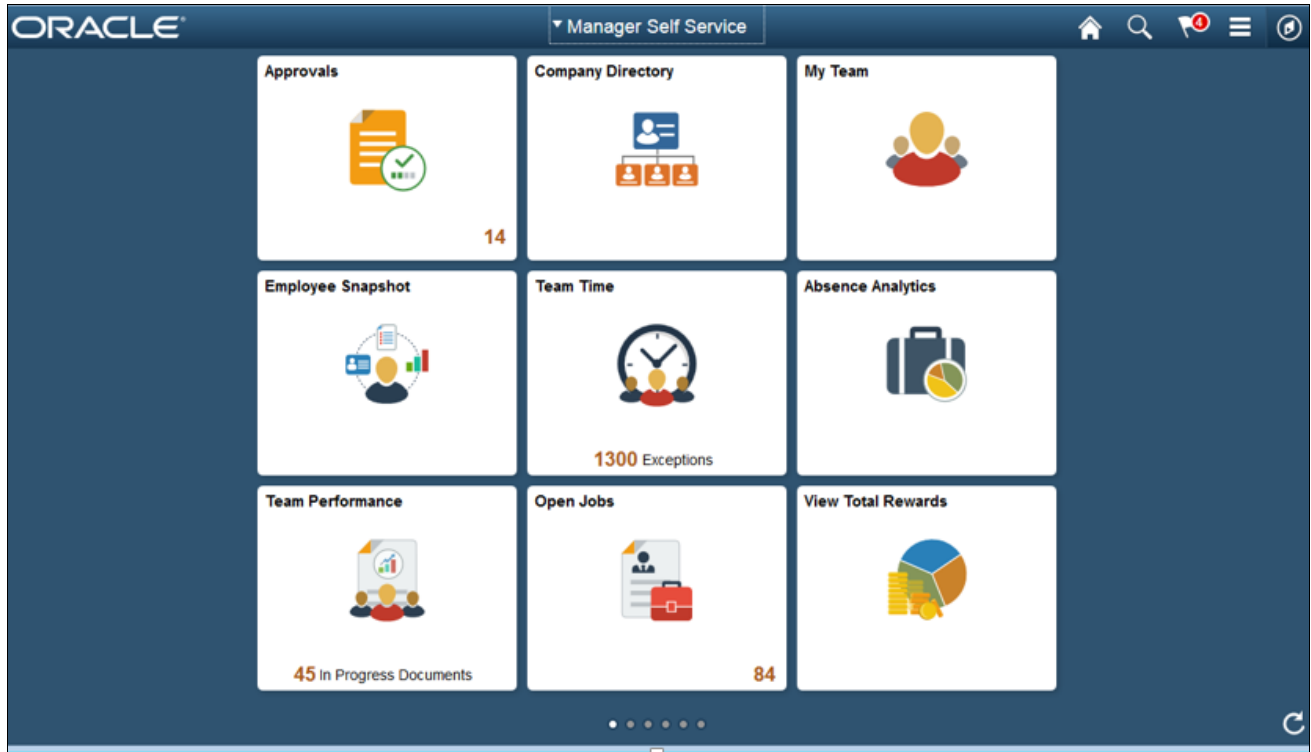 ORACLE
Manager Self Service
4
Approvals
14
Company Directory
My Team
Employee Snapshot
Team Time
1300 Exceptions
Absence Analytics
Team Performance
45 In Progress Documents
Open Jobs
84
View Total Rewards